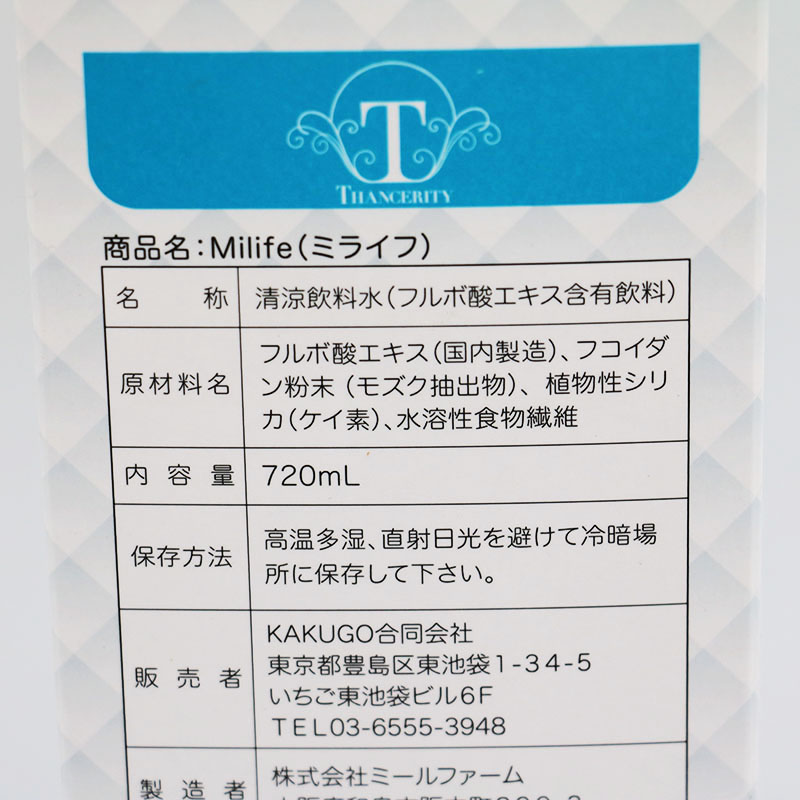 T
THANCERITY
商品名：Milife（ミライフ）
名称 清涼飲料水（フルボ酸エキス含有飲料）
原材料名 フルボ酸エキス（国内製造）、フコイダ
ン粉末（モズク抽出物）、植物性シリ
カ（ケイ素）、水溶性食物繊維
内容量 720mL
保存方法 高温多湿、直射日光を避けて冷暗場
所に保存して下さい。
販売者 KAKUGO合同会社
東京都豊島区東池袋1-34-5
いちご東池袋ビル6F
TEL03-6555-3948
製造者 株式会社ミールファーム